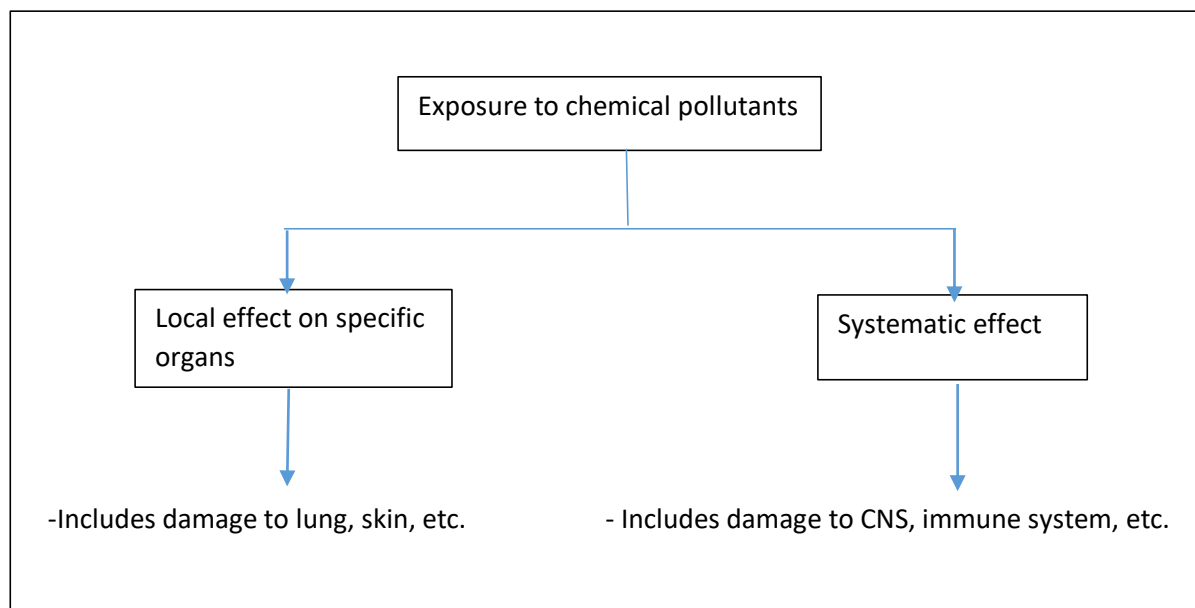 Exposure to chemical pollutants
Local effect on specific
organs
Systematic effect
-Includes damage to lung, skin, etc.
- Includes damage to CNS, immune system, etc.